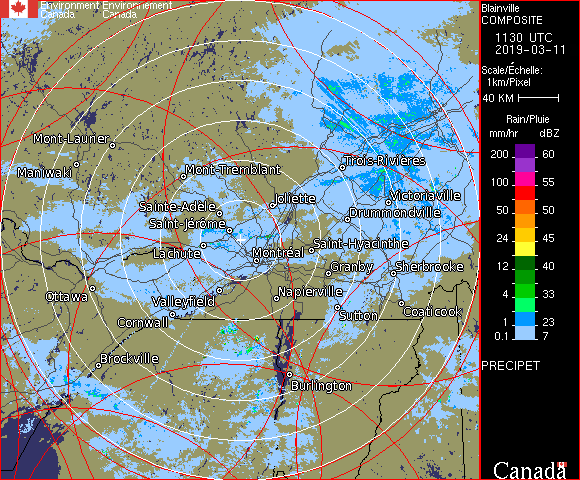 Environment Environnement
Canada Canada
Blainville
COMPOSITE
1130 UTC
2019-03-11
Scale/Échelle:
1km/Pixel
40 KM
Rain/Pluie
mm/hr dBZ
200 60
100 55
50 50
24 45
12 40
4 33
1 23
0.1 7
PRECIPET
Canada
Mont-Laurier
Maniwaki
Mont-Tremblant
Trois-Rivières
Sainte-Adèle
Joliette
Victoriaville
Saint-Jérôme
Drummondville
Lachute
Montréal
Saint-Hyacinthe
Granby
Sherbrooke
Ottawa
Valleyfield
Napierville
Cornwall
Sutton
Coaticook
Brockville
Burlington